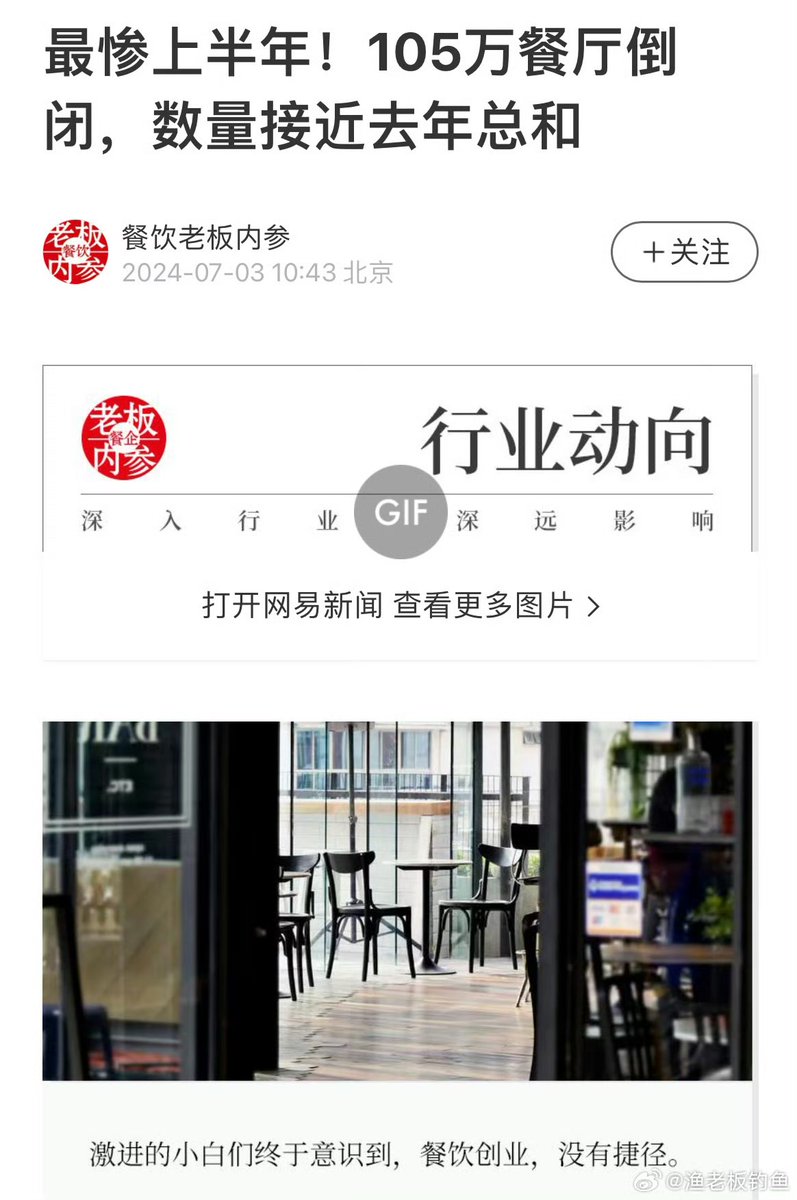 最惨上半年！105万餐厅倒
闭，数量接近去年总和
老板
餐饮
内参
餐饮老板内参
2024-07-03 10:43 北京
＋关注
老板
餐企
内参
行业动向
深入行业 深远影响
GIF
打开网易新闻 查看更多图片 >
BAR
激进的小白们终于意识到，餐饮创业，没有捷径。
@渔老板钓鱼